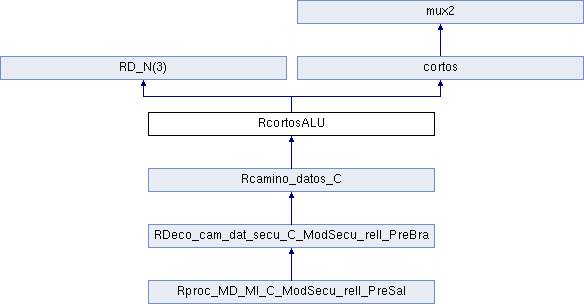 mux2
RD_N(3)
cortos
RcortosALU
Rcamino_datos_C
RDeco_cam_dat_secu_C_ModSecu_rell_PreBra
Rproc_MD_MI_C_ModSecu_rell_PreSal